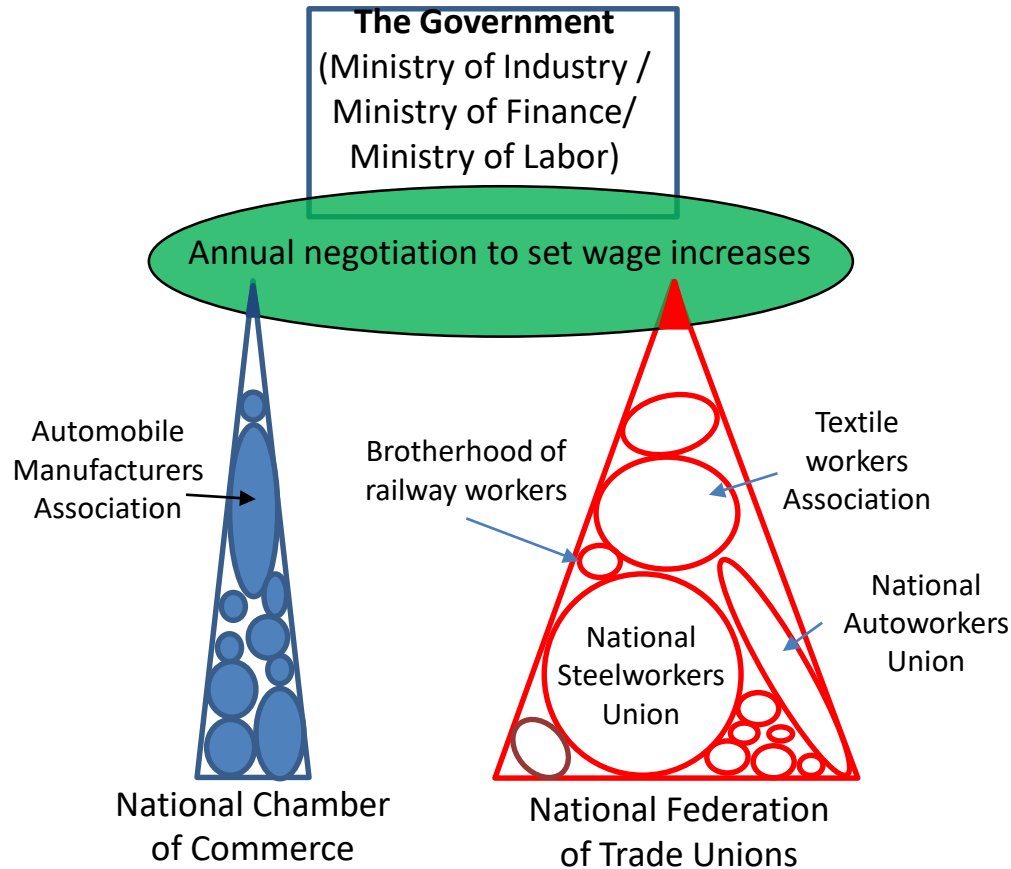 The Government
(Ministry of Industry /
Ministry of Finance/
Ministry of Labor)
Annual negotiation to set wage increases
Automobile
Manufacturers
Association
Brotherhood of
railway workers
Textile
workers
Association
National
Autoworkers
Union
National
Steelworkers
Union
National Chamber
of Commerce
National Federation
of Trade Unions